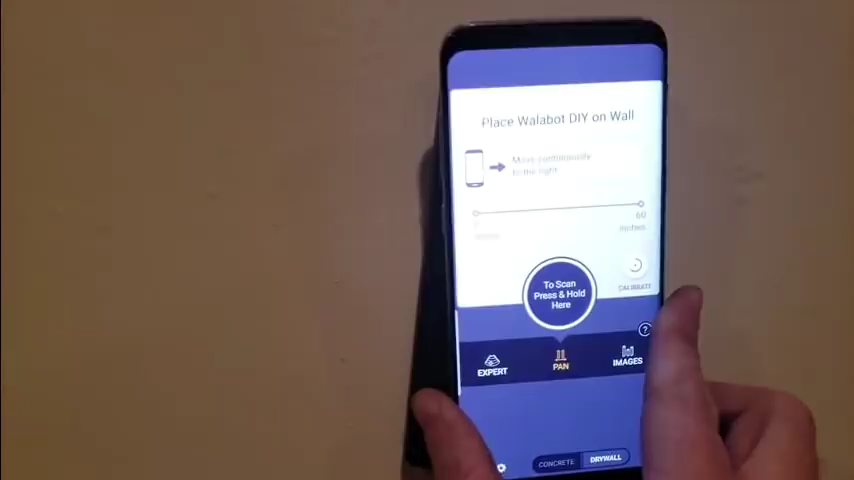 Place Walabot DIY on Wall
Move continuously
to the right
60
inches
To Scan
Press & Hold
Here
CALIBRATE
?
EXPERT
PAN
IMAGES
CONCRETE
DRYWALL